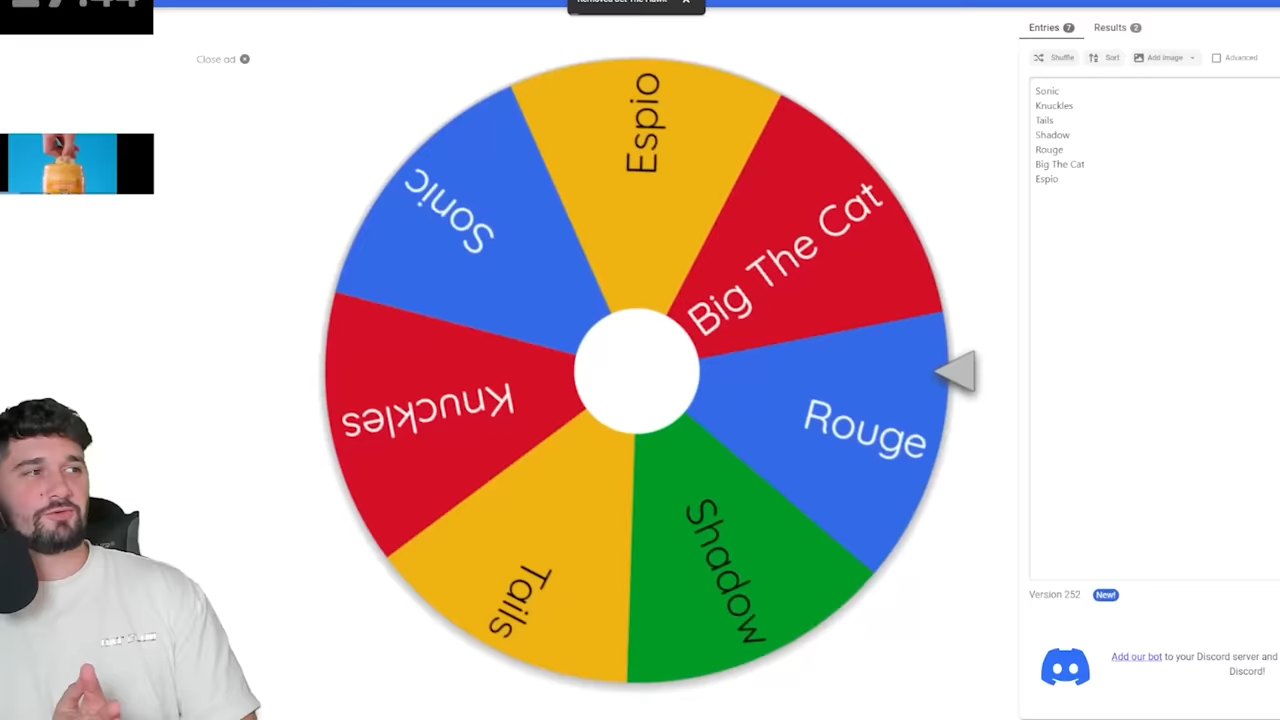 Close ad
Entries 7
Results 2
Shuffle
Sort
Add Image
Advanced
Sonic
Knuckles
Tails
Shadow
Rouge
Big The Cat
Espio
Espio
Big The Cat
Rouge
Shadow
Tails
Knuckles
Sonic
Version 252
New!
Add our bot to your Discord server and
Discord!